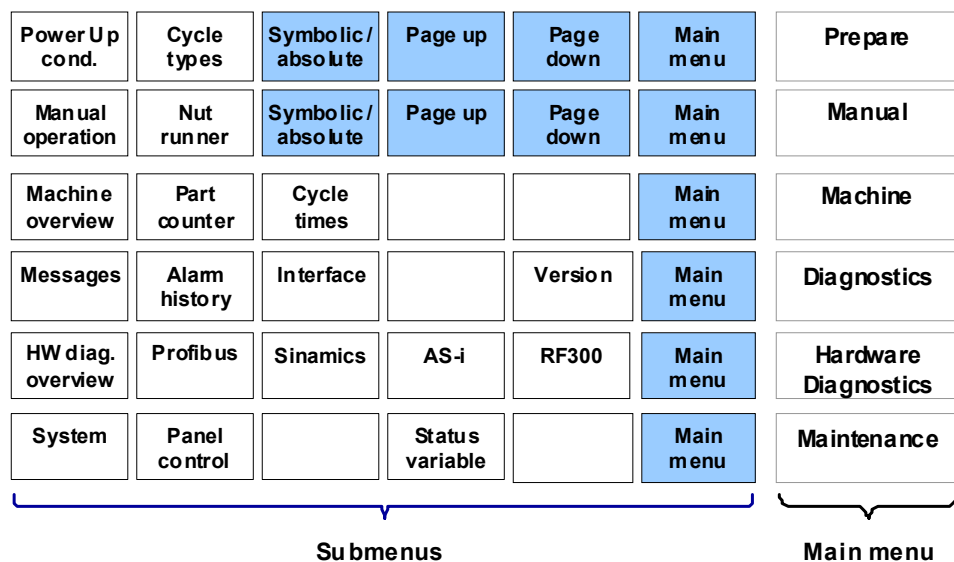 Power Up cond.
Cycle types
Symbolic / absolute
Page up
Page down
Main menu
Prepare
Manual operation
Nut runner
Symbolic / absolute
Page up
Page down
Main menu
Manual
Machine overview
Part counter
Cycle times
Main menu
Machine
Messages
Alarm history
Interface
Version
Main menu
Diagnostics
HW diag. overview
Profibus
Sinamics
AS-i
RF300
Main menu
Hardware Diagnostics
System
Panel control
Status variable
Main menu
Maintenance
Submenus
Main menu